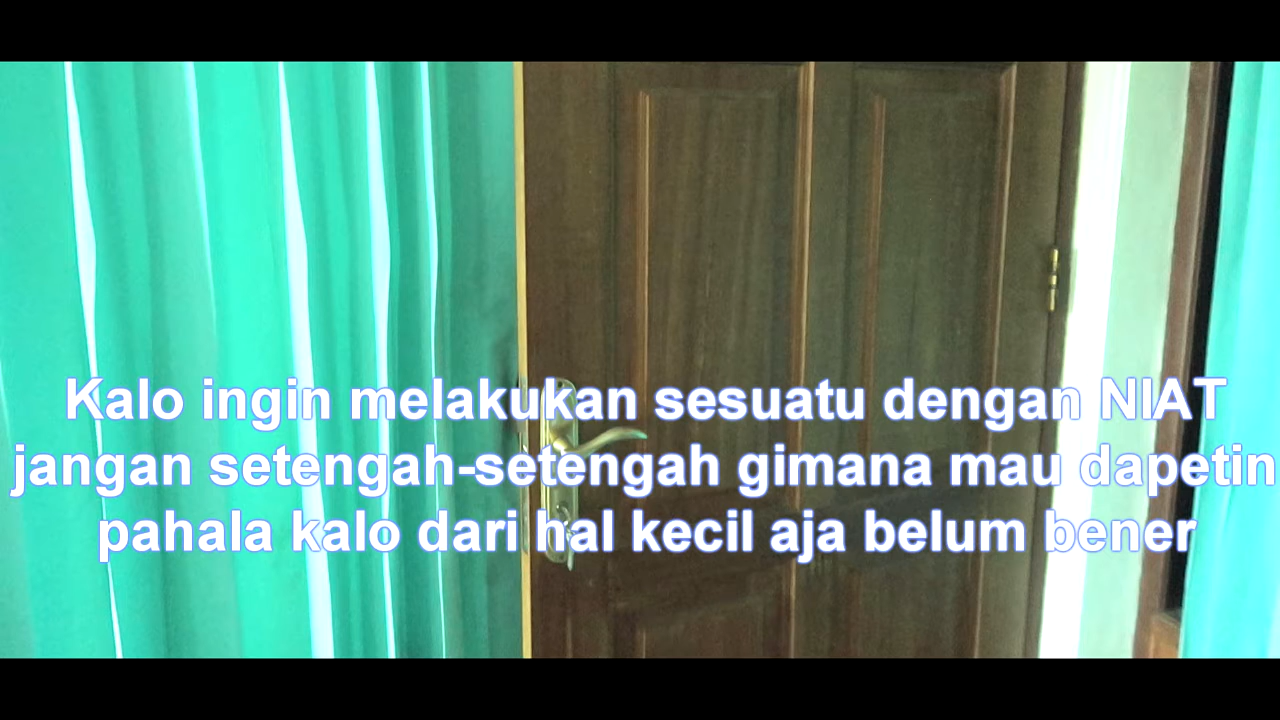 Kalo ingin melakukan sesuatu dengan NIAT
jangan setengah-setengah gimana mau dapetin
pahala kalo dari hal kecil aja belum bener